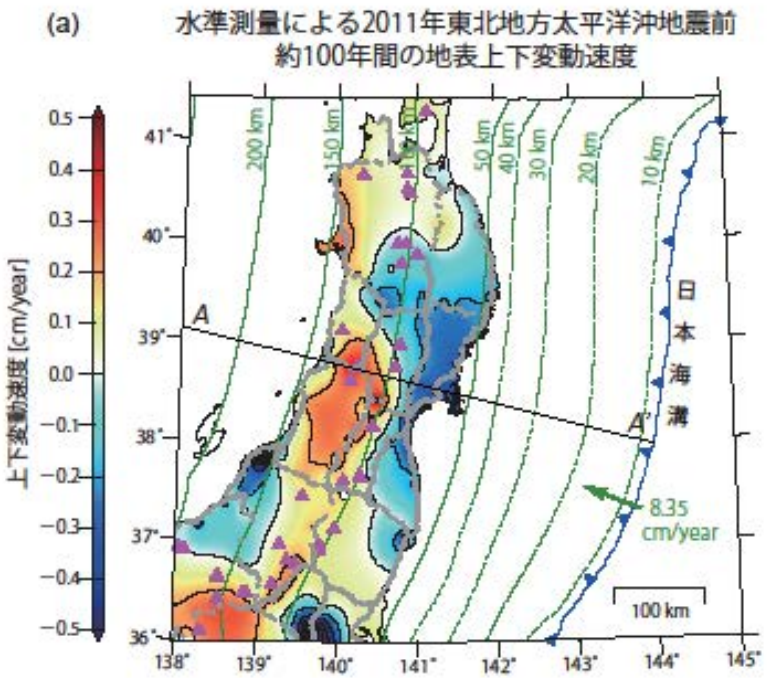 (a)
水準測量による2011年東北地方太平洋沖地震前
約100年間の地表上下変動速度
0.5
0.4
0.3
0.2
0.1
0.0
−0.1
−0.2
−0.3
−0.4
−0.5
上下変動速度 [cm/year]
41°
40°
39°
38°
37°
36°
200 km
150 km
50 km
40 km
30 km
20 km
10 km
A
A'
日本海溝
8.35
cm/year
100 km
138°
139°
140°
141°
142°
143°
144°
145°